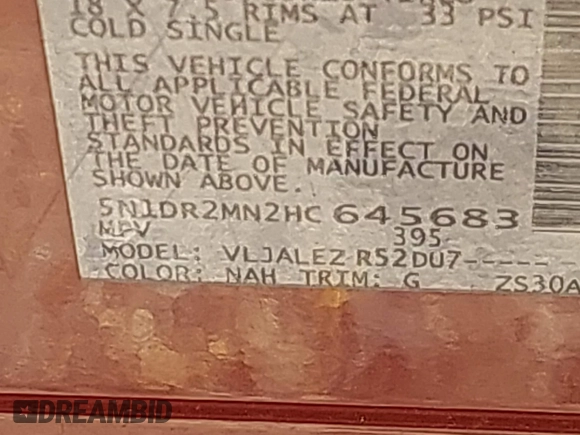 18 X 7.5 RIMS AT 33 PSI
COLD SINGLE
THIS VEHICLE CONFORMS TO
ALL APPLICABLE FEDERAL
MOTOR VEHICLE SAFETY AND
THEFT PREVENTION
STANDARDS IN EFFECT ON
THE DATE OF MANUFACTURE
SHOWN ABOVE.
5N1DR2MN2HC645683
MPV 395-
MODEL: VLJALEZ R52DU7-----
COLOR: NAH TRIM: G ZS30A
DREAMBID